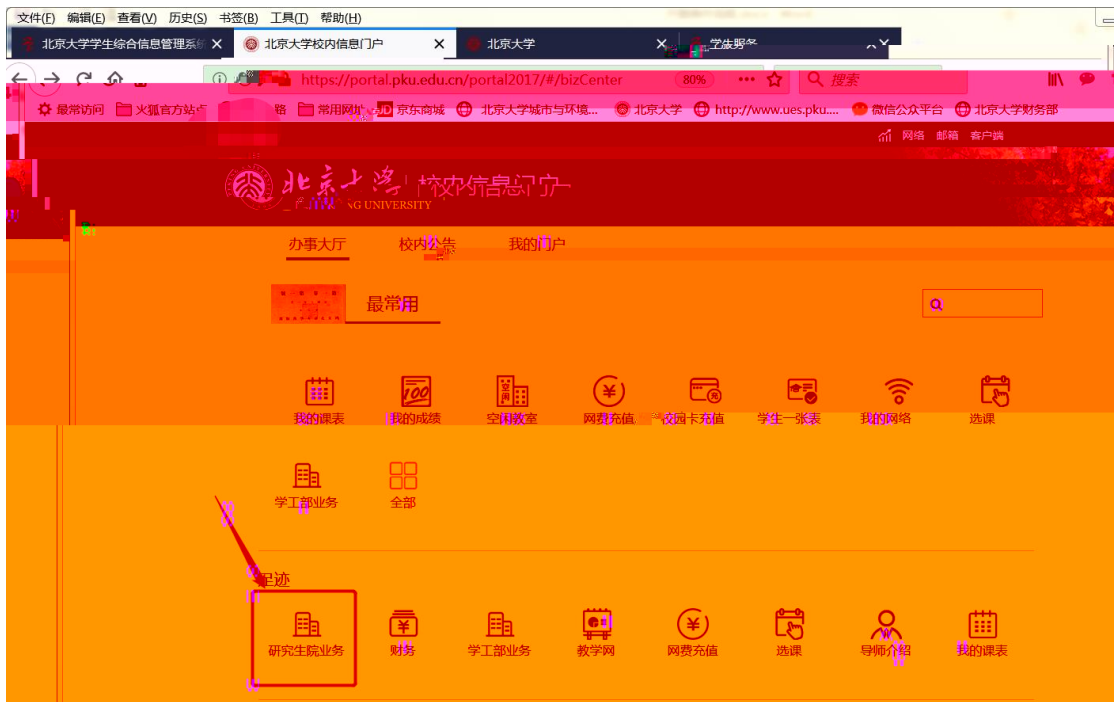 文件(F) 编辑(E) 查看(V) 历史(S) 书签(B) 工具(T) 帮助(H)
北京大学学生综合信息管理系统 北京大学校内信息门户 北京大学 学生服务
https://portal.pku.edu.cn/portal2017/#/bizCenter 80% 搜索
最常访问 火狐官方站点 常用网址 JD 京东商城 北京大学城市与环境... 北京大学 http://www.ues.pku.... 微信公众平台 北京大学财务部
网络 邮箱 客户端
北京大学 校内信息门户
UNIVERSITY
办事大厅 校内公告 我的门户
最常用
我的课表 我的成绩 空闲教室 网费充值 校园卡充值 学生一张表 我的网络 选课
学工部业务 全部
足迹
研究生院业务 财务 学工部业务 教学网 网费充值 选课 导师介绍 我的课表